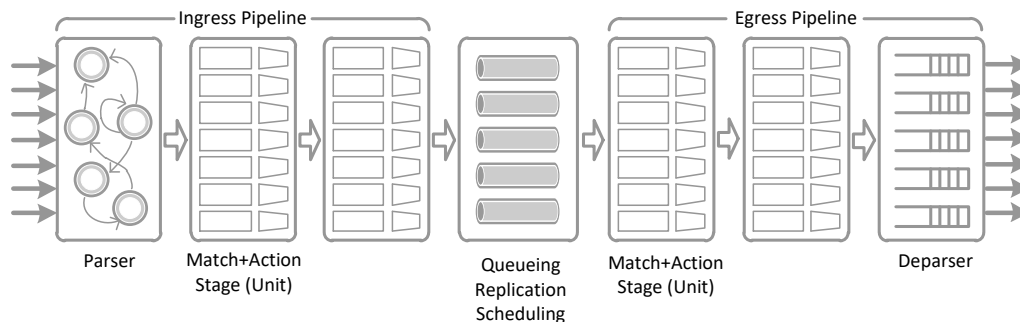 Ingress Pipeline
Egress Pipeline
Parser
Match+Action
Stage (Unit)
Queueing
Replication
Scheduling
Match+Action
Stage (Unit)
Deparser